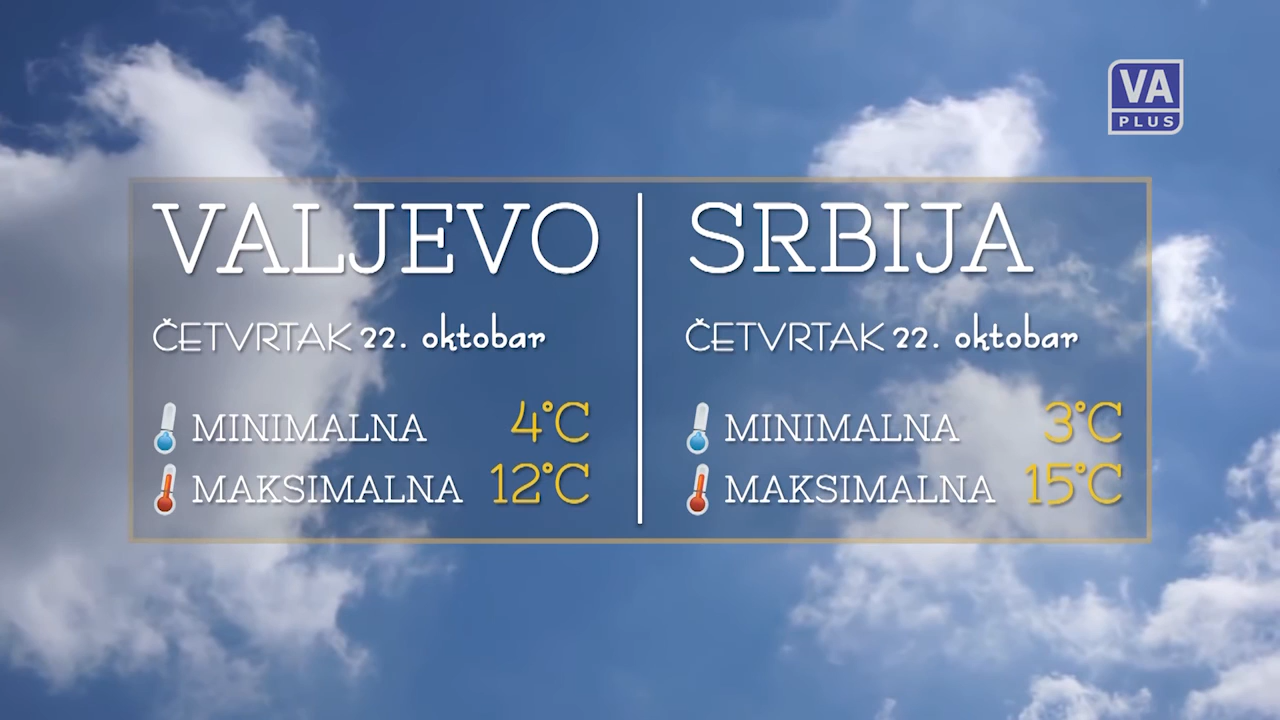 VA
PLUS
VALJEVO
ČETVRTAK 22. oktobar
MINIMALNA 4°C
MAKSIMALNA 12°C
SRBIJA
ČETVRTAK 22. oktobar
MINIMALNA 3°C
MAKSIMALNA 15°C